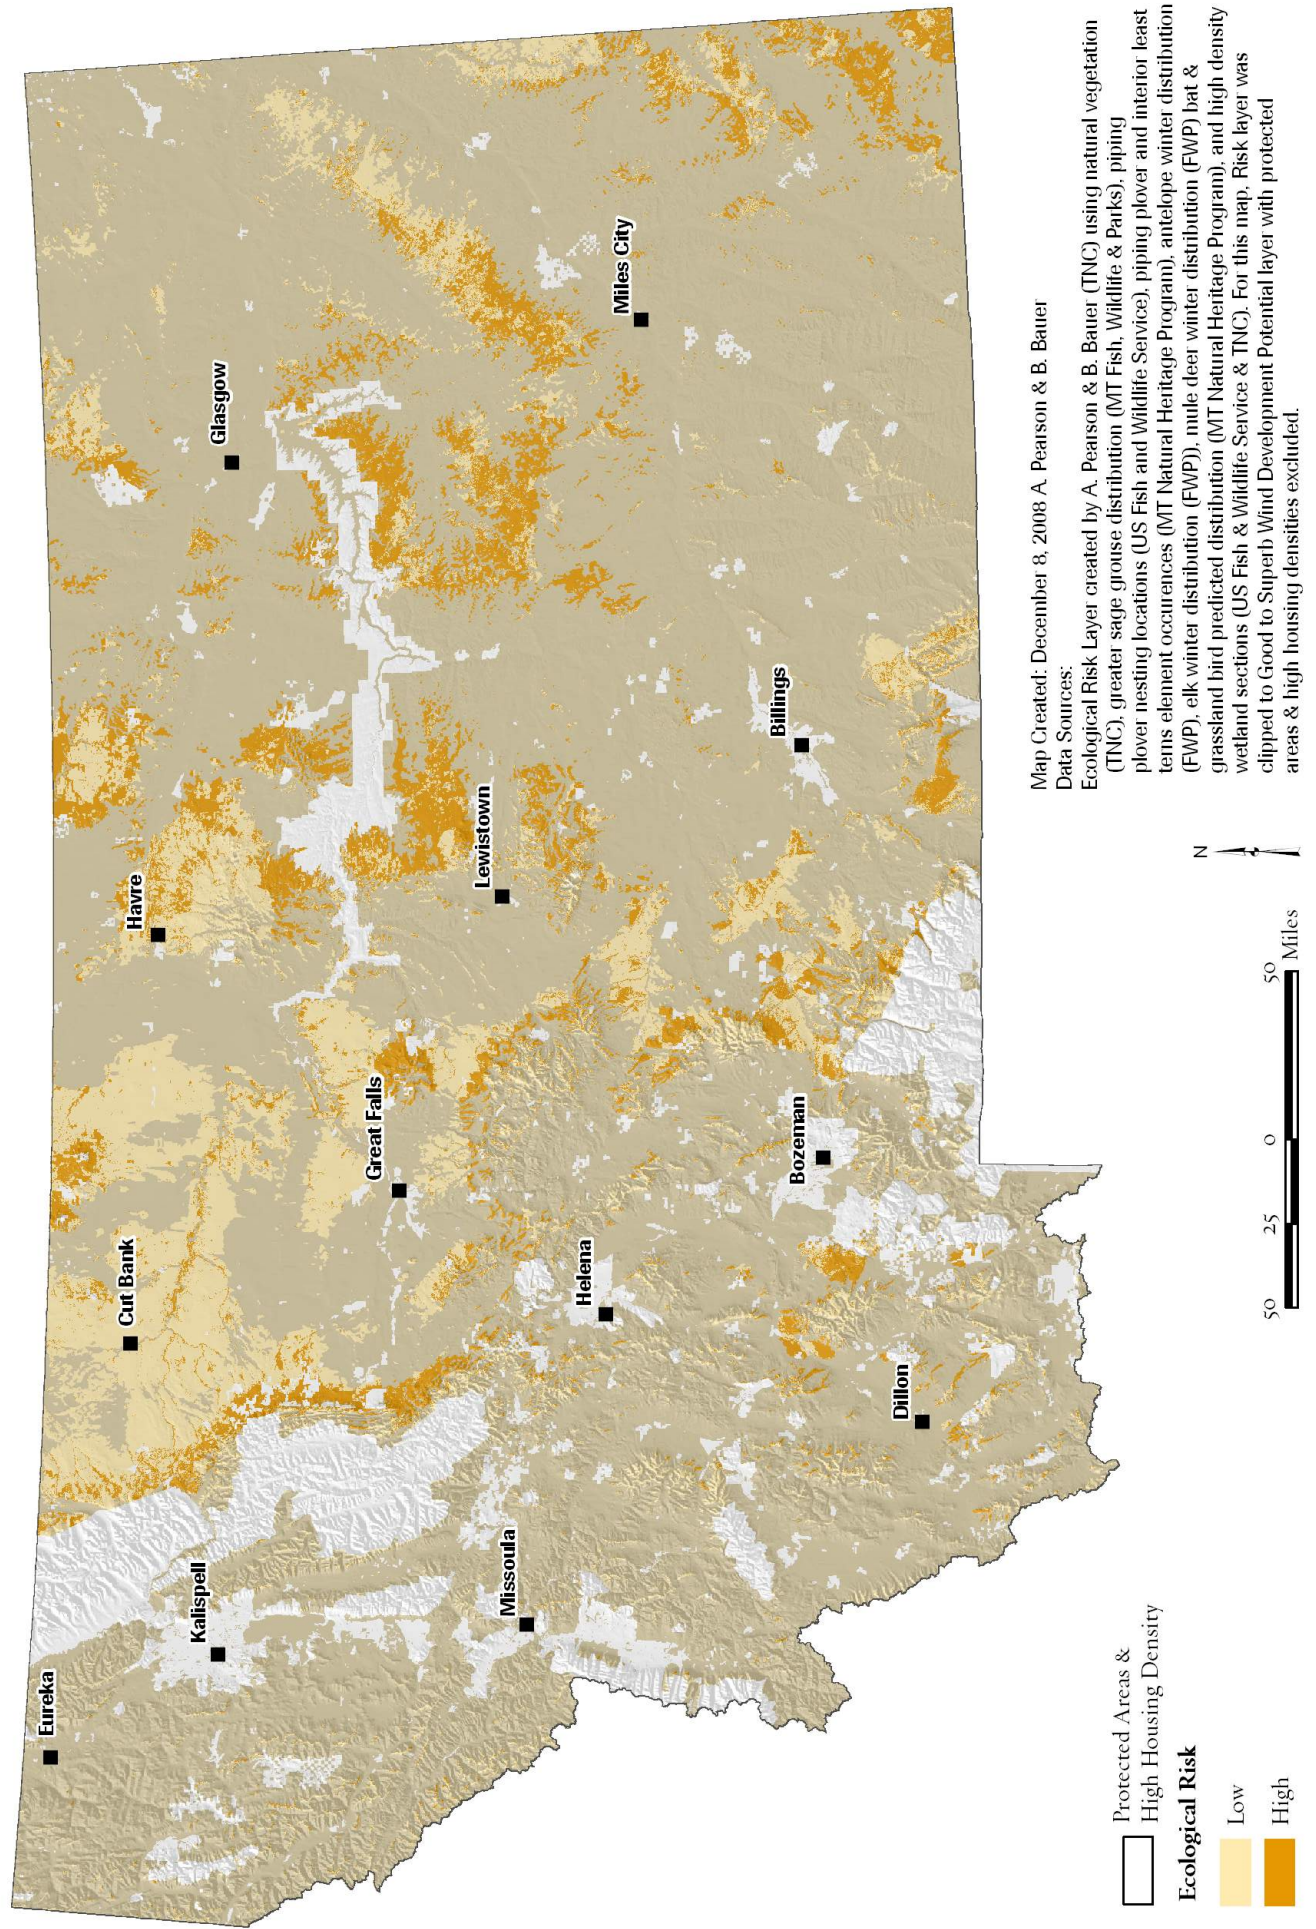 Eureka
Kalispell
Missoula
Cut Bank
Great Falls
Helena
Dillon
Bozeman
Havre
Lewistown
Billings
Glasgow
Miles City
Protected Areas &
High Housing Density
Ecological Risk
Low
High
50
25
0
50
Miles
N
Map Created: December 8, 2008 A. Pearson & B. Bauer
Data Sources:
Ecological Risk Layer created by A. Pearson & B. Bauer (TNC) using natural vegetation
(TNC), greater sage grouse distribution (MT Fish, Wildlife & Parks), piping
plover nesting locations (US Fish and Wildlife Service), piping plover and interior least
terns element occurences (MT Natural Heritage Program), antelope winter distribution
(FWP), elk winter distribution (FWP)), mule deer winter distribution (FWP) bat &
grassland bird predicted distribution (MT Natural Heritage Program), and high density
wetland sections (US Fish & Wildlife Service & TNC). For this map, Risk layer was
clipped to Good to Superb Wind Development Potential layer with protected
areas & high housing densities excluded.